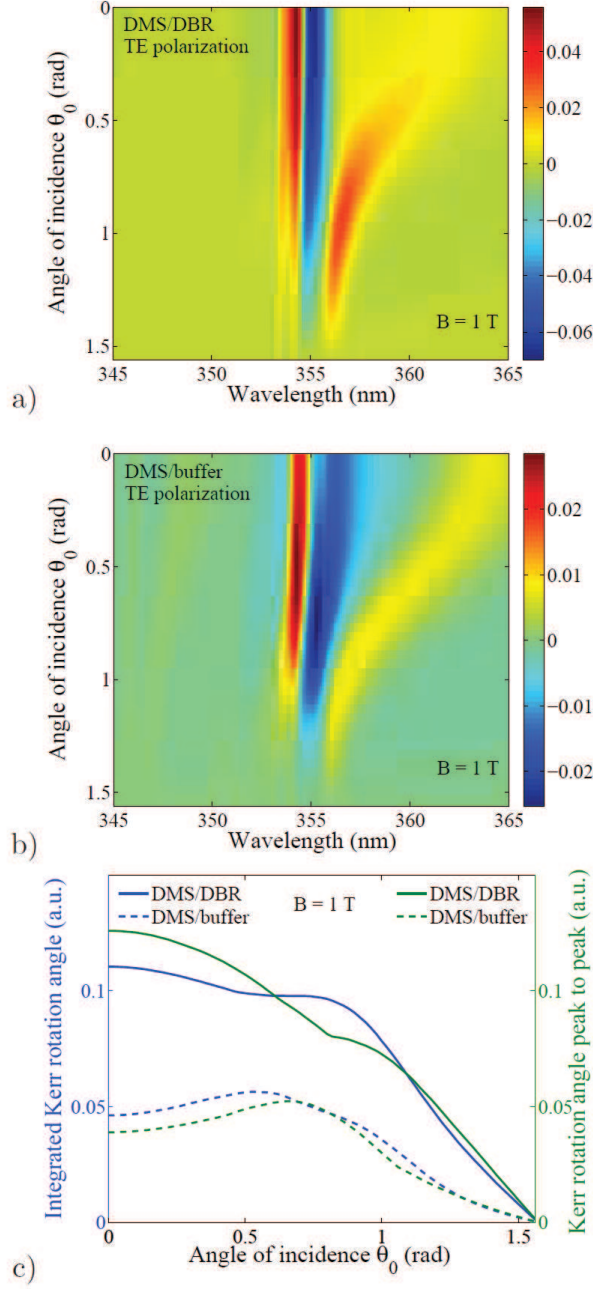 DMS/DBR
TE polarization
B = 1 T
Angle of incidence θ0 (rad)
0
0.5
1
1.5
345
350
355
360
365
Wavelength (nm)
0.04
0.02
0
−0.02
−0.04
−0.06
a)
DMS/buffer
TE polarization
B = 1 T
Angle of incidence θ0 (rad)
0
0.5
1
1.5
345
350
355
360
365
Wavelength (nm)
0.02
0.01
0
−0.01
−0.02
b)
DMS/DBR
DMS/buffer
B = 1 T
DMS/DBR
DMS/buffer
Integrated Kerr rotation angle (a.u.)
0.1
0.05
0
Kerr rotation angle peak to peak (a.u.)
0.1
0.05
0
0
0.5
1
1.5
Angle of incidence θ0 (rad)
c)